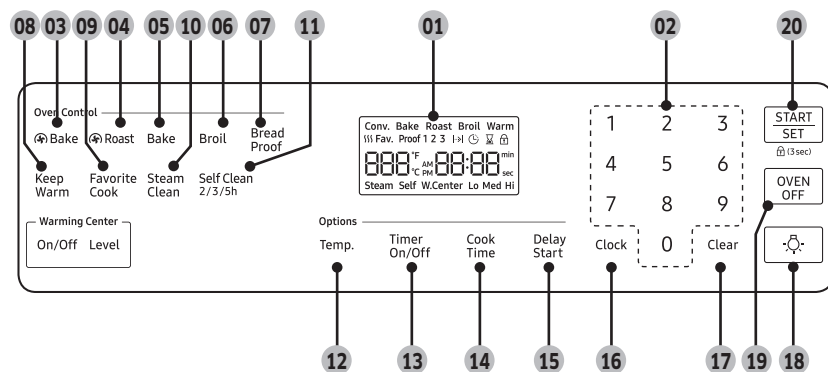 08 03 09 04 05 10 06 07 11 01 02 20
Oven Control
Bake Roast Bake Broil Bread Proof
Keep Warm Favorite Cook Steam Clean Self Clean 2/3/5h
Warming Center
On/Off Level
Conv. Bake Roast Broil Warm
Fav. Proof 1 2 3
888 °F °C AM PM 88:88 min sec
Steam Self W.Center Lo Med Hi
Options
Temp. Timer On/Off Cook Time Delay Start Clock
1 2 3
4 5 6
7 8 9
0 Clear
START
SET
(3 sec)
OVEN
OFF
12 13 14 15 16 17 19 18